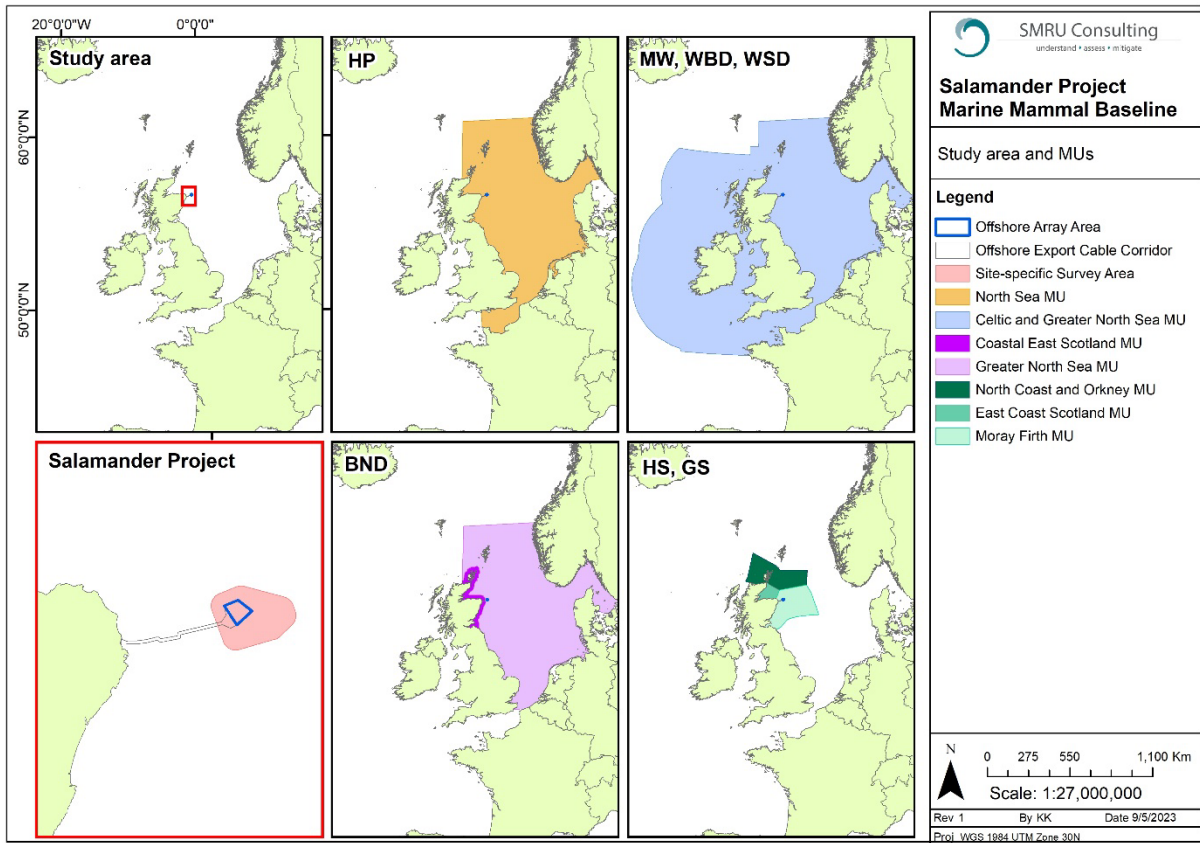 20°0'0"W
0°0'0"
60°0'0"N
50°0'0"N
Study area
HP
MW, WBD, WSD
Salamander Project
BND
HS, GS
SMRU Consulting
understand • assess • mitigate
Salamander Project
Marine Mammal Baseline
Study area and MUs
Legend
Offshore Array Area
Offshore Export Cable Corridor
Site-specific Survey Area
North Sea MU
Celtic and Greater North Sea MU
Coastal East Scotland MU
Greater North Sea MU
North Coast and Orkney MU
East Coast Scotland MU
Moray Firth MU
N
0 275 550 1,100 Km
Scale: 1:27,000,000
Rev 1 By KK Date 9/5/2023
Proj WGS 1984 UTM Zone 30N